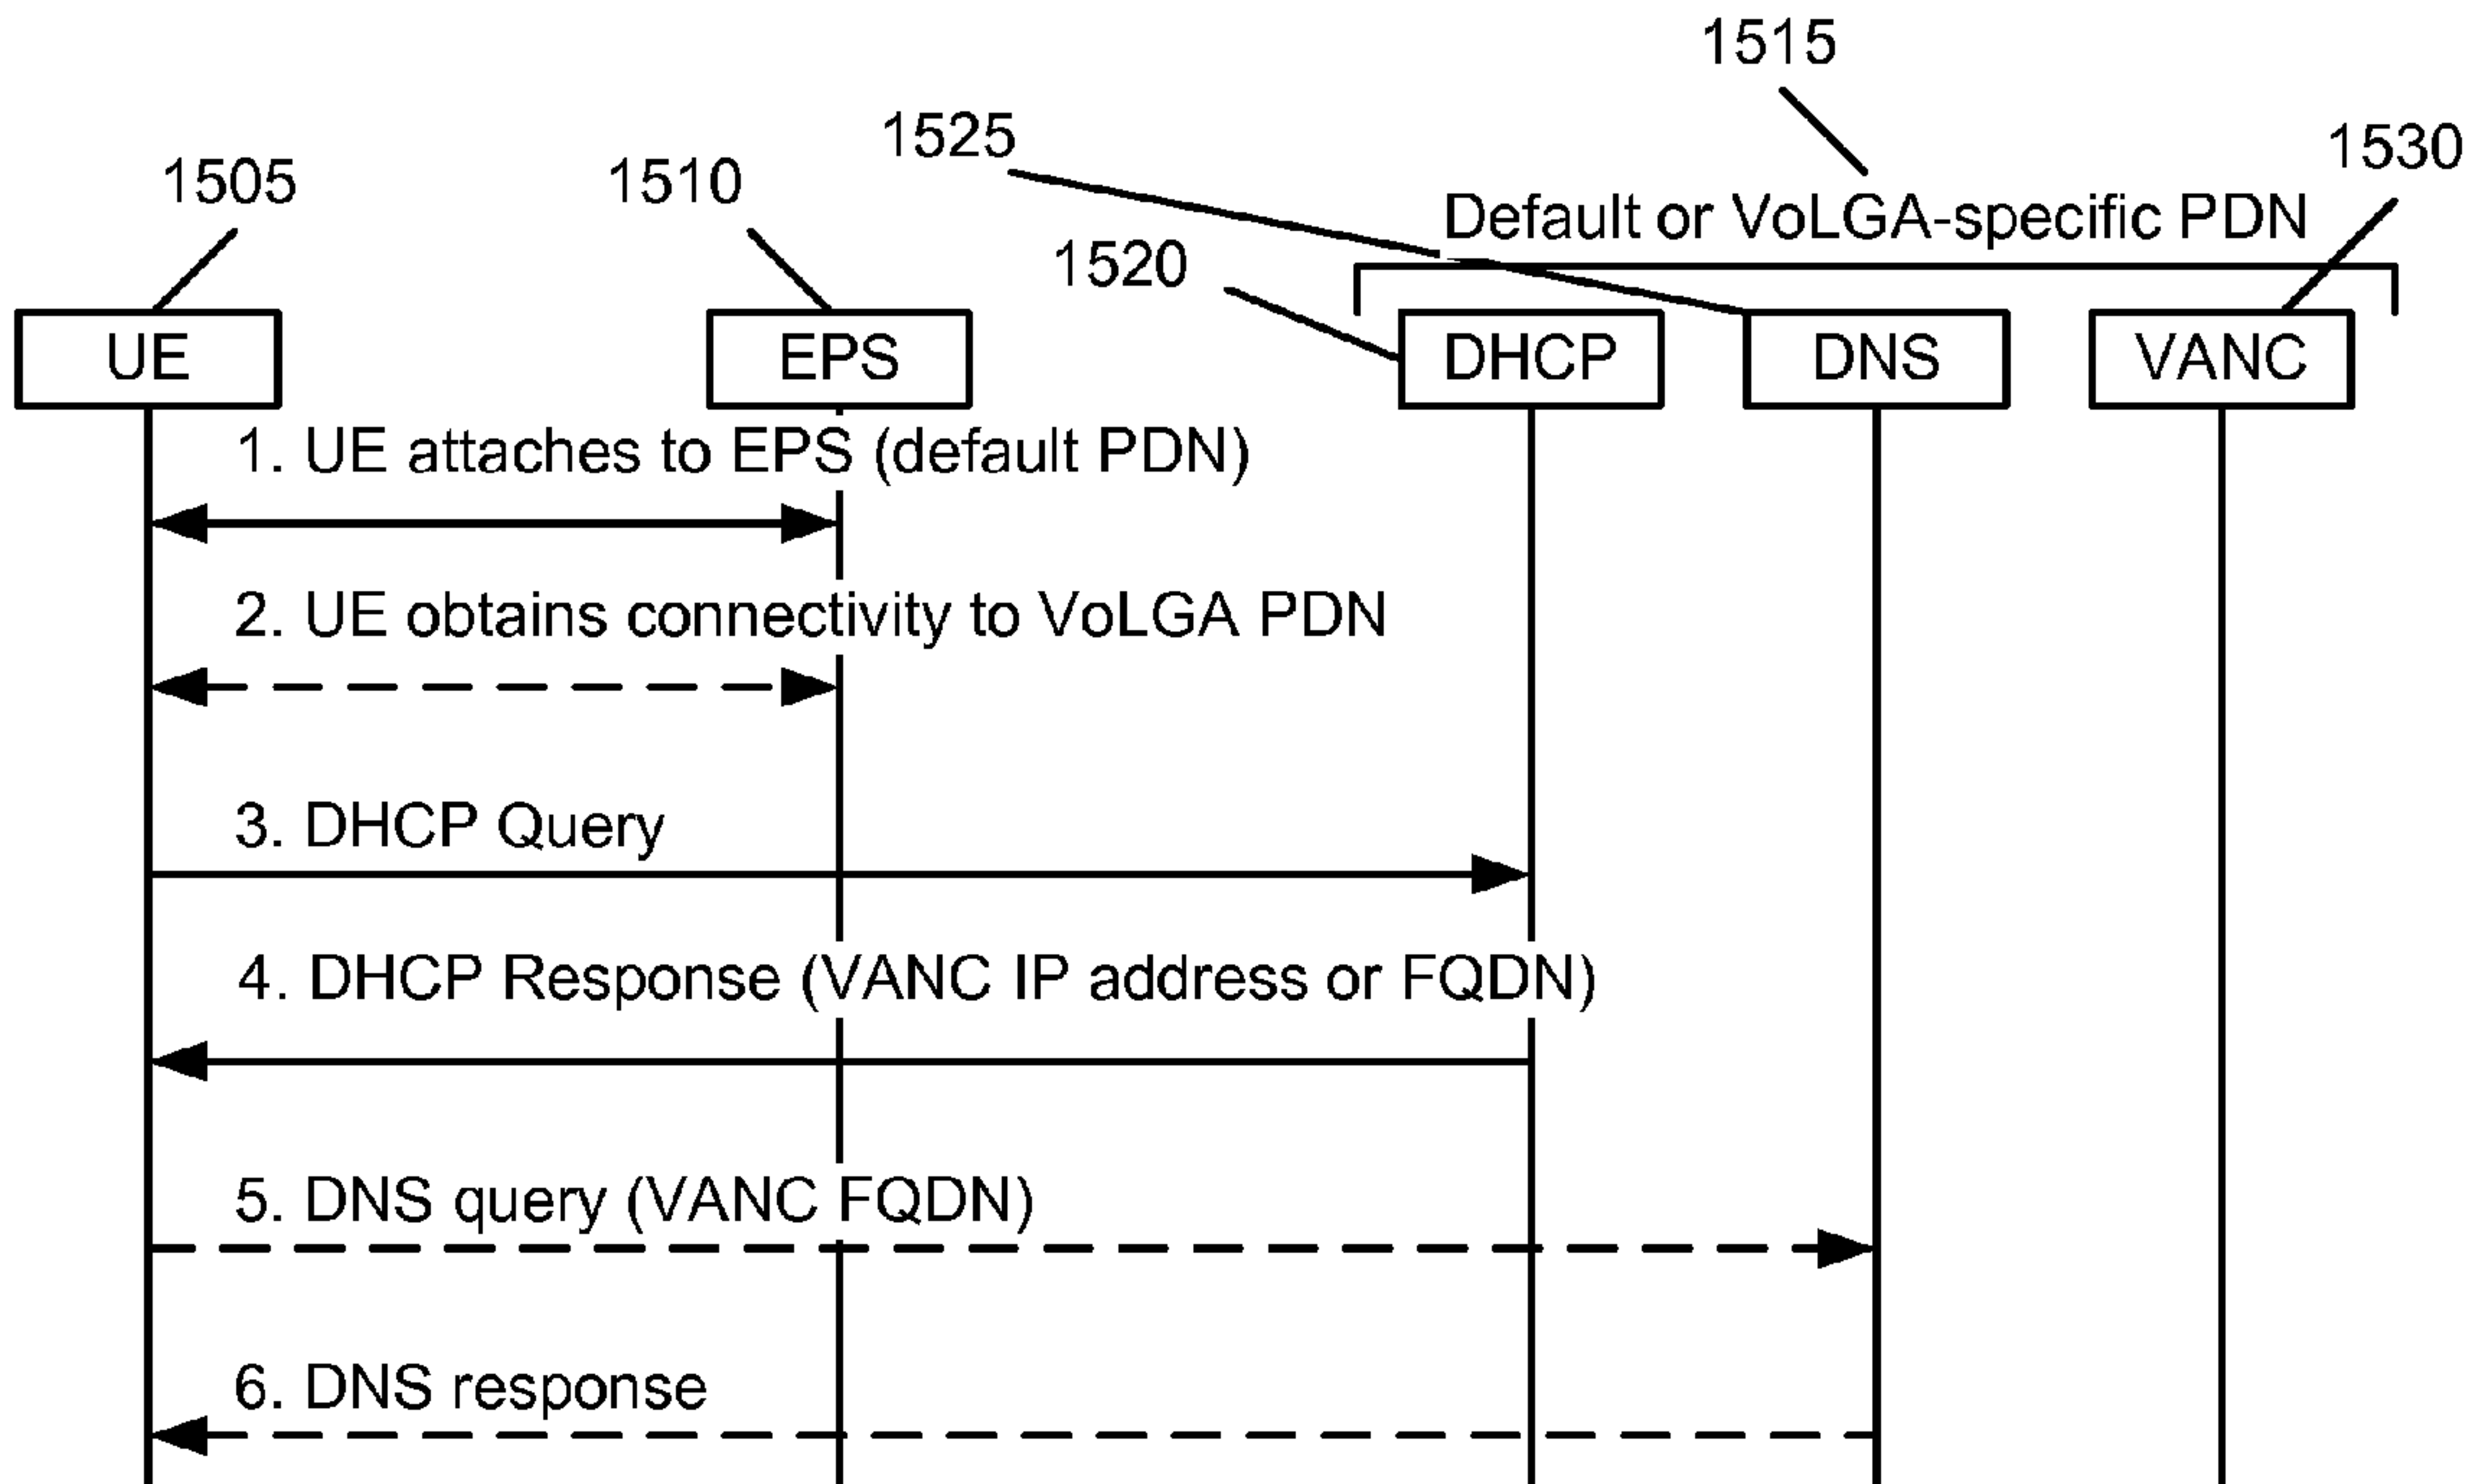 1515
1525
1530
1505
1510
Default or VoLGA-specific PDN
1520
UE
EPS
DHCP
DNS
VANC
1. UE attaches to EPS (default PDN)
2. UE obtains connectivity to VoLGA PDN
3. DHCP Query
4. DHCP Response (VANC IP address or FQDN)
5. DNS query (VANC FQDN)
6. DNS response